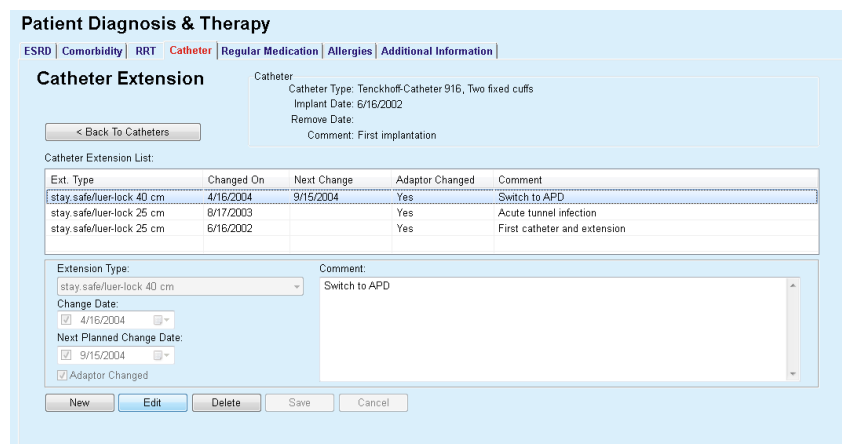 Patient Diagnosis & Therapy
ESRD Comorbidity RRT Catheter Regular Medication Allergies Additional Information
Catheter Extension
Catheter
Catheter Type: Tenckhoff-Catheter 916, Two fixed cuffs
Implant Date: 6/16/2002
Remove Date:
Comment: First implantation
< Back To Catheters
Catheter Extension List:
Ext. Type Changed On Next Change Adaptor Changed Comment
stay.safe/luer-lock 40 cm 4/16/2004 9/15/2004 Yes Switch to APD
stay.safe/luer-lock 25 cm 8/17/2003 Yes Acute tunnel infection
stay.safe/luer-lock 25 cm 6/16/2002 Yes First catheter and extension
Extension Type:
stay.safe/luer-lock 40 cm
Change Date:
4/16/2004
Next Planned Change Date:
9/15/2004
Adaptor Changed
Comment:
Switch to APD
New Edit Delete Save Cancel